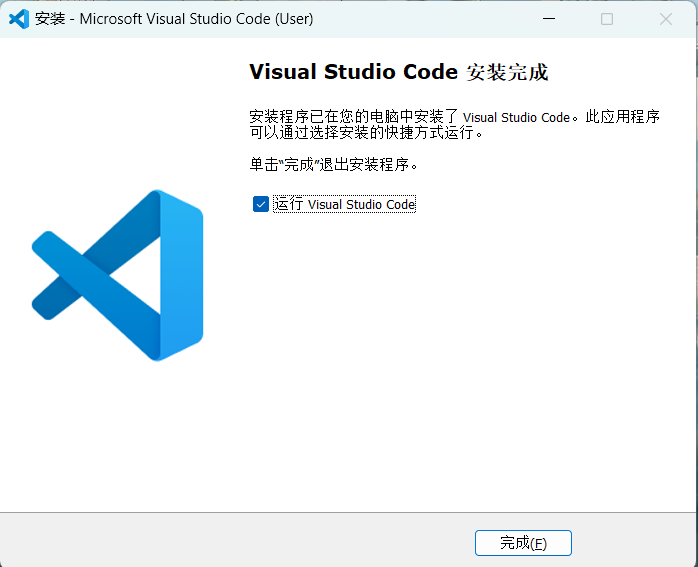 安装 - Microsoft Visual Studio Code (User)
Visual Studio Code 安装完成
安装程序已在您的电脑中安装了 Visual Studio Code。此应用程序
可以通过选择安装的快捷方式运行。
单击“完成”退出安装程序。
运行 Visual Studio Code
完成(F)